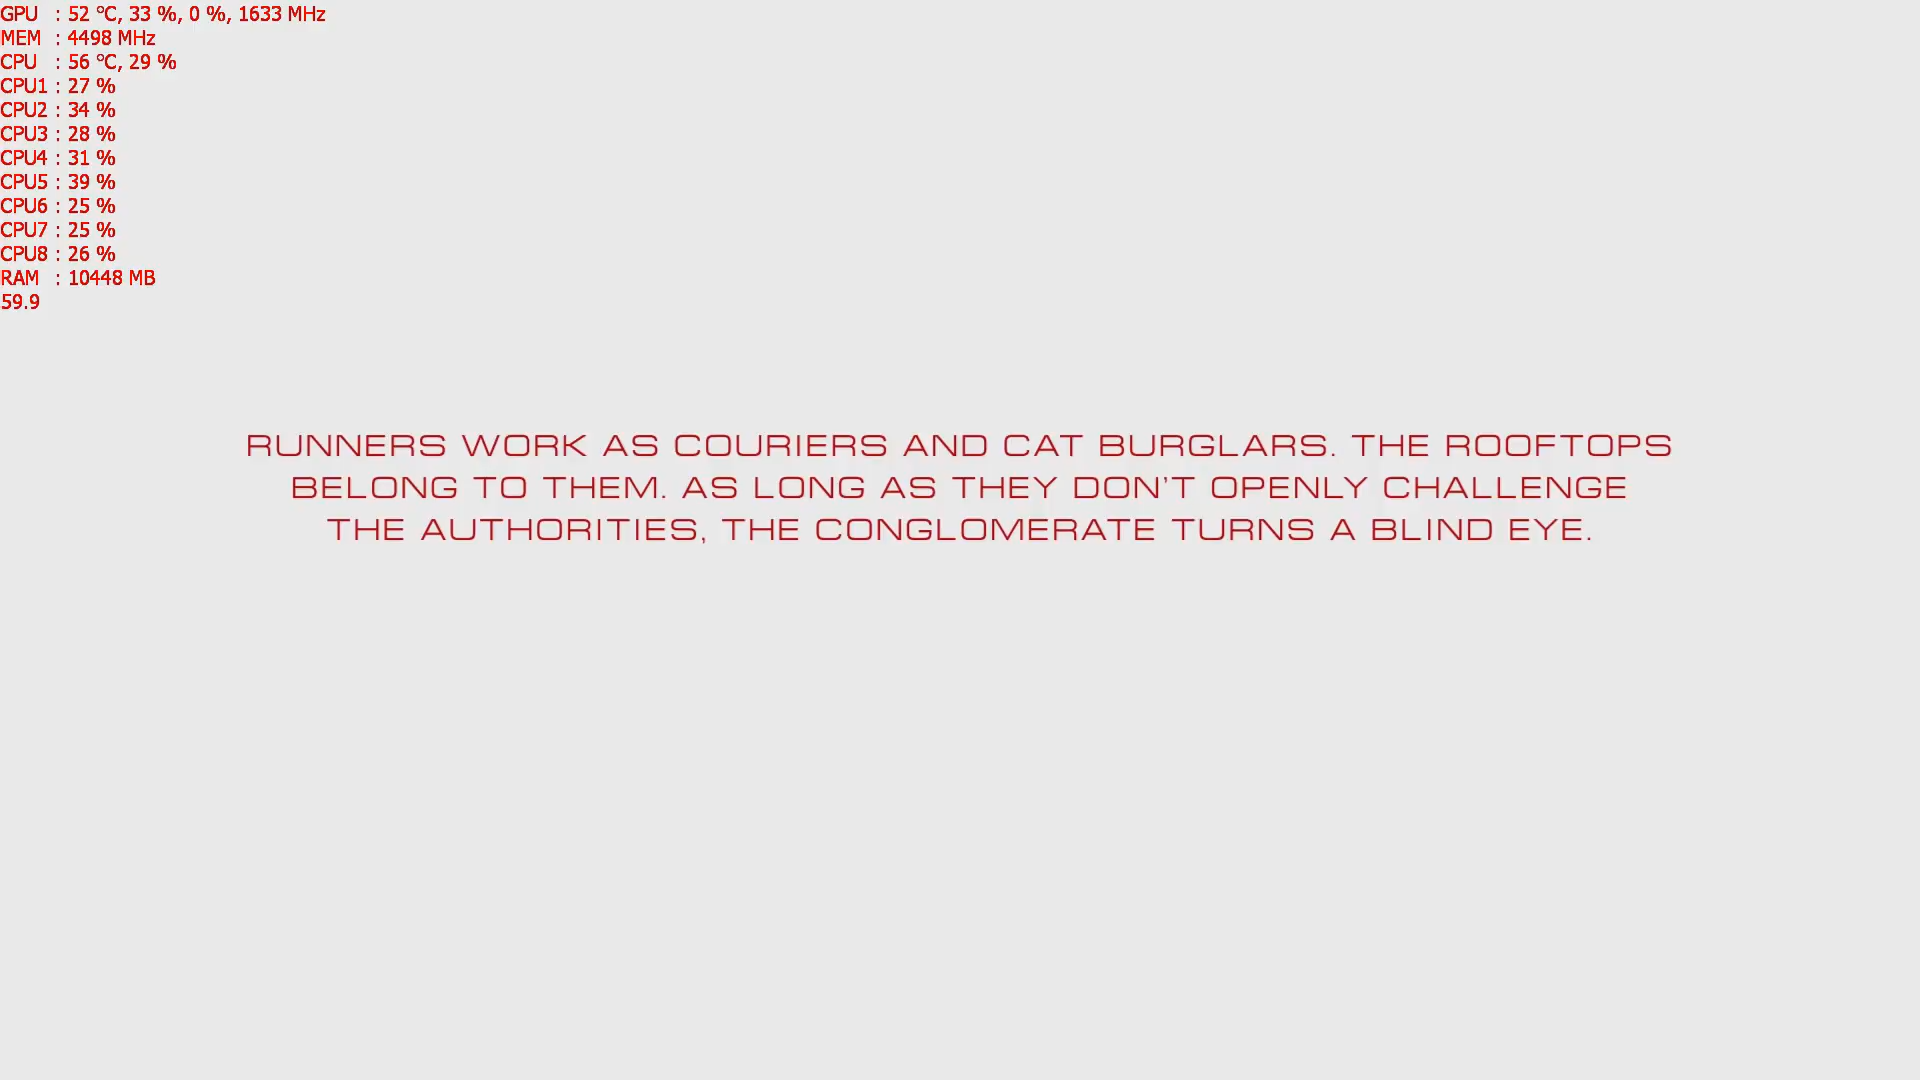 GPU : 52 °C, 33 %, 0 %, 1633 MHz
MEM : 4498 MHz
CPU : 56 °C, 29 %
CPU1 : 27 %
CPU2 : 34 %
CPU3 : 28 %
CPU4 : 31 %
CPU5 : 39 %
CPU6 : 25 %
CPU7 : 25 %
CPU8 : 26 %
RAM : 10448 MB
59.9
RUNNERS WORK AS COURIERS AND CAT BURGLARS. THE ROOFTOPS
BELONG TO THEM. AS LONG AS THEY DON'T OPENLY CHALLENGE
THE AUTHORITIES, THE CONGLOMERATE TURNS A BLIND EYE.